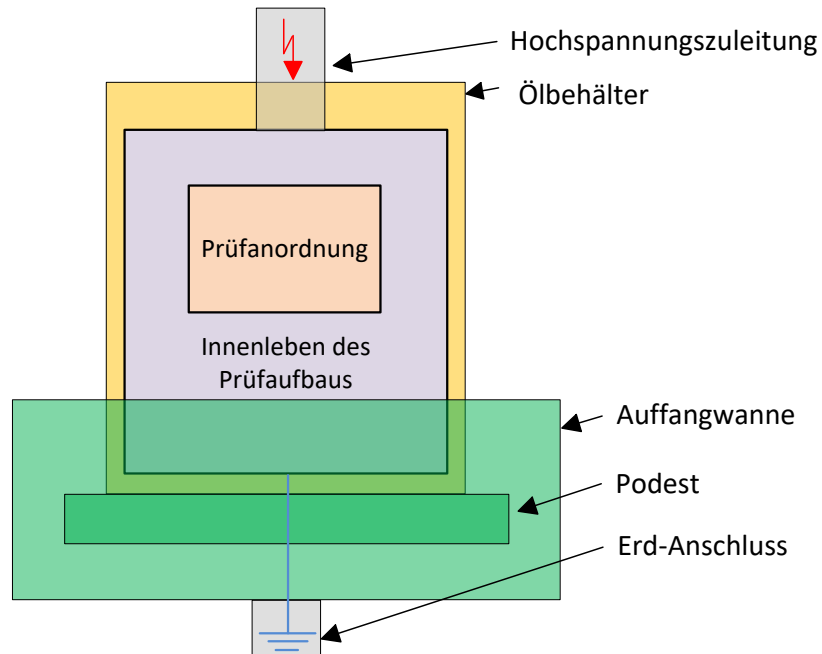 Hochspannungszuleitung
Ölbehälter
Prüfanordnung
Innenleben des
Prüfaufbaus
Auffangwanne
Podest
Erd-Anschluss